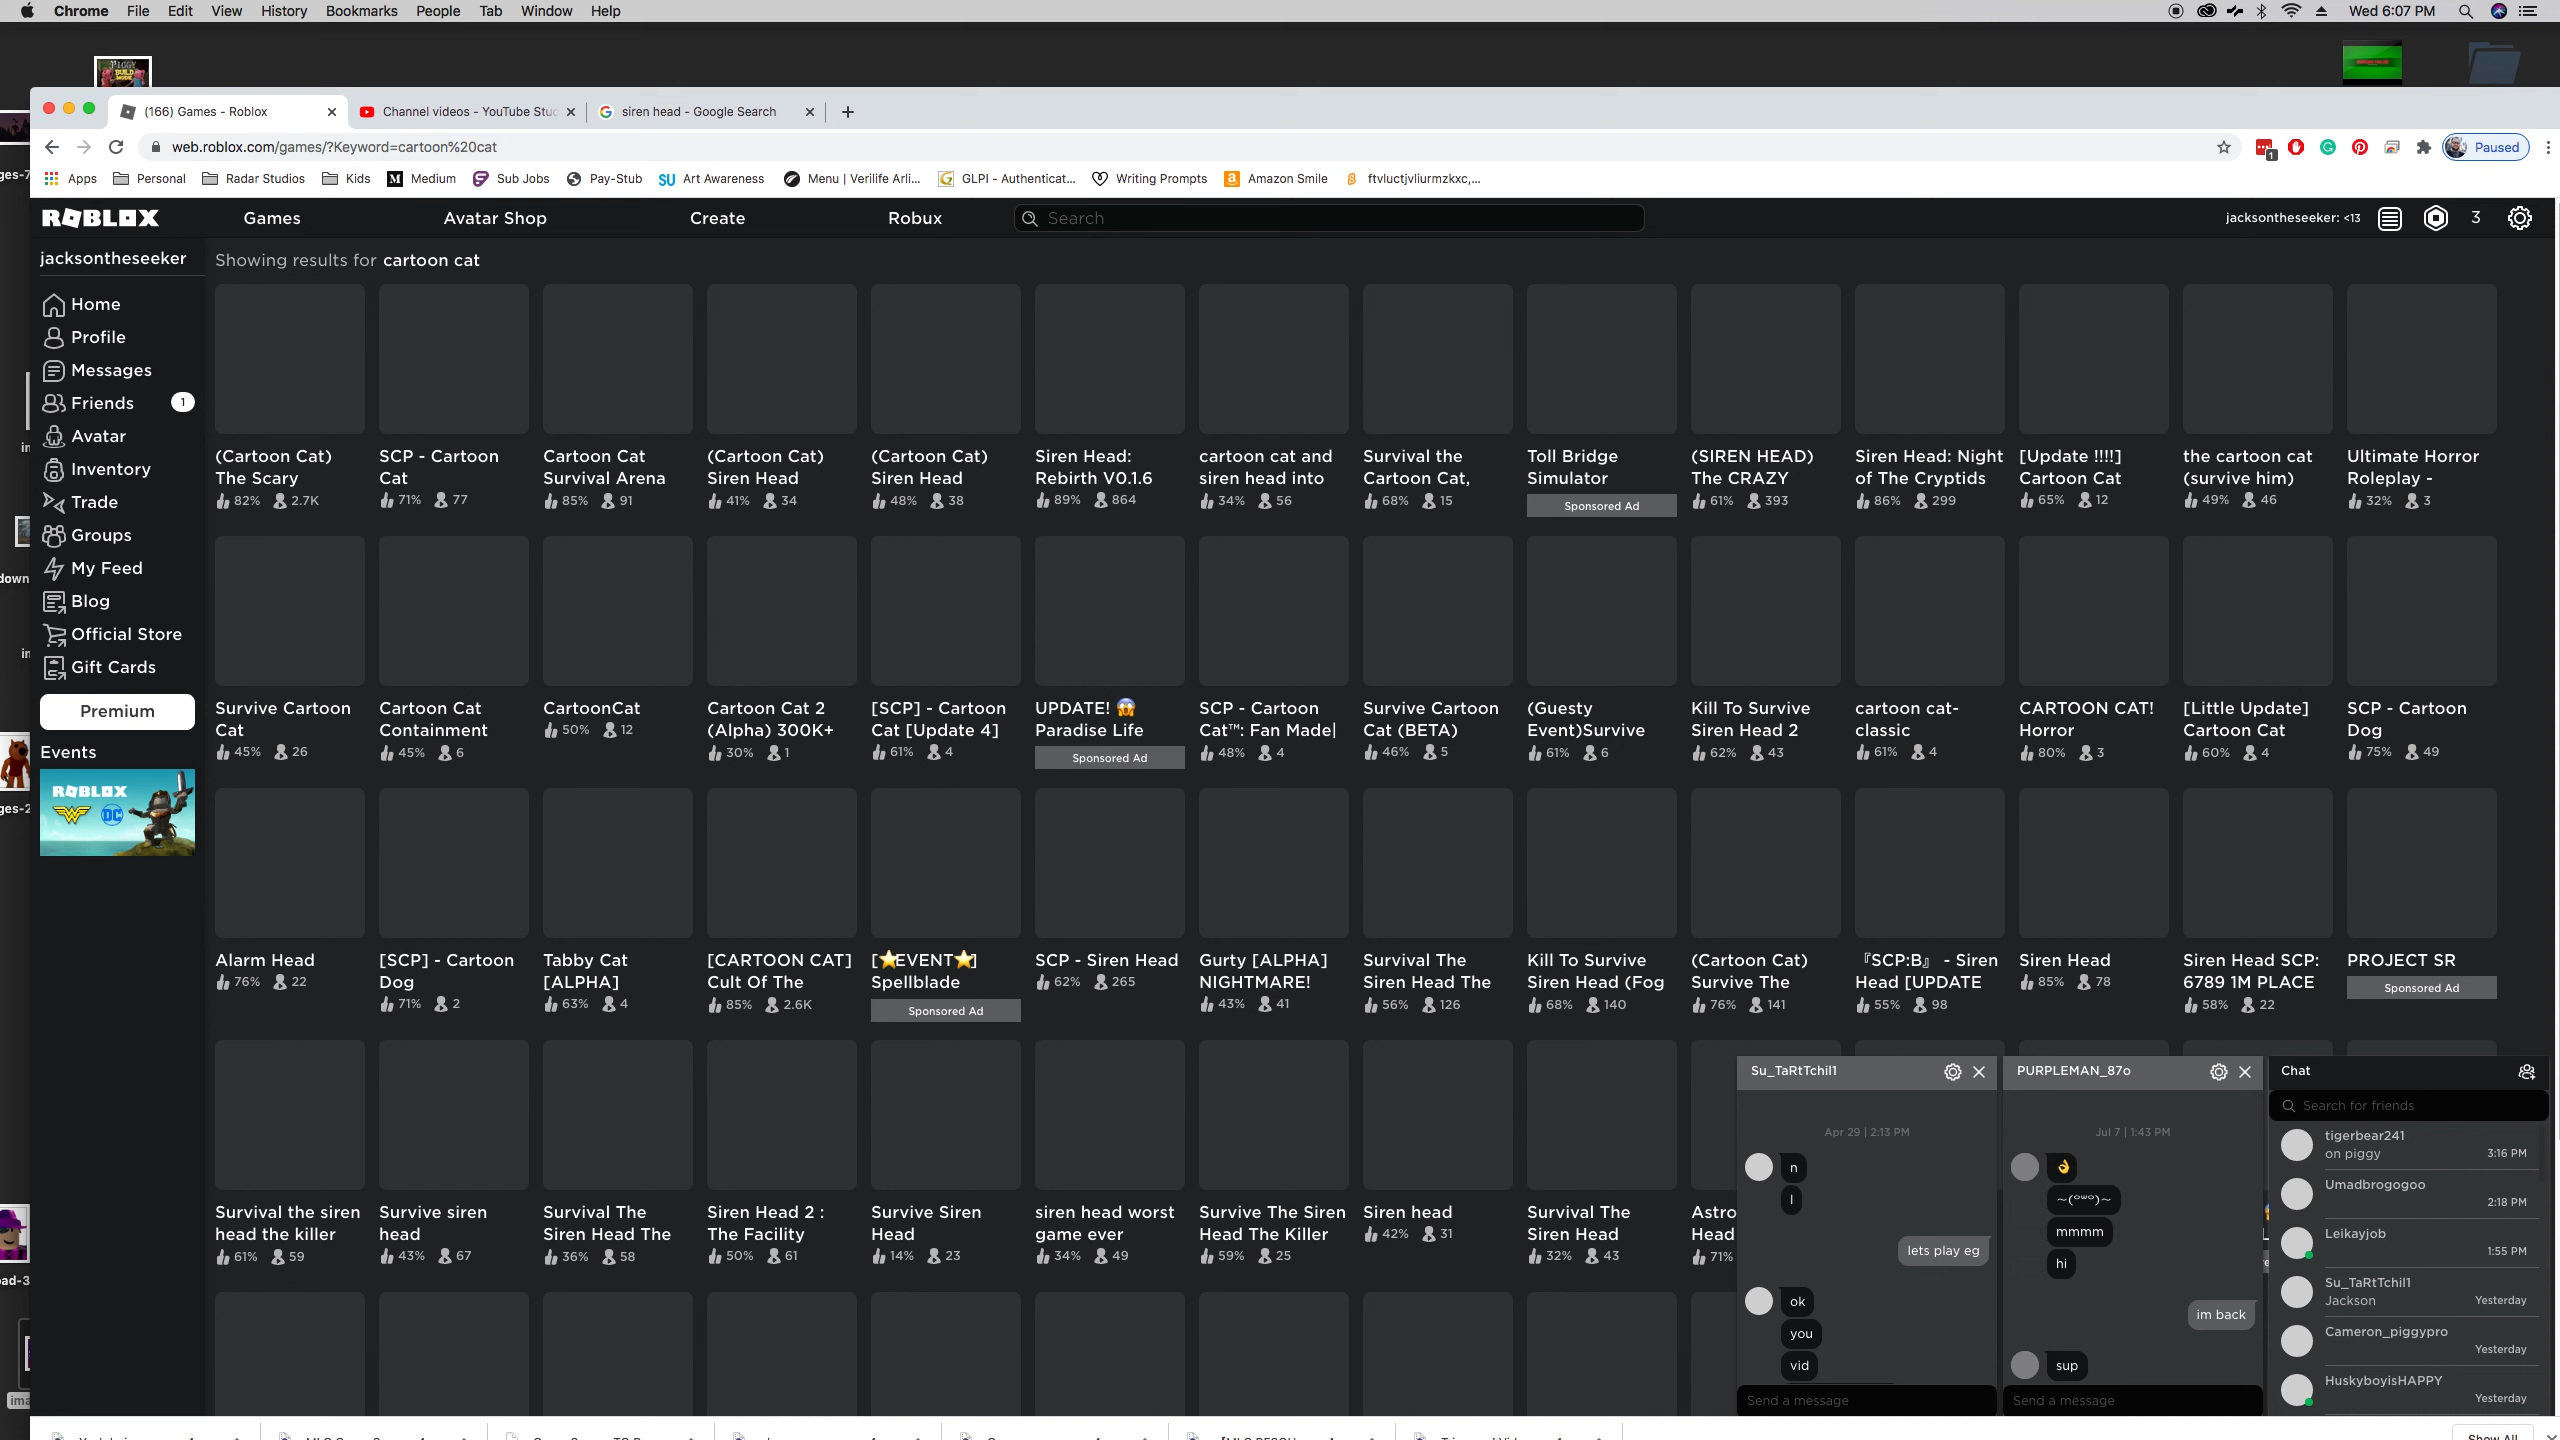 Chrome File Edit View History Bookmarks People Tab Window Help
Wed 6:07 PM
PIGGY
BUILD
MODE
(166) Games - Roblox
Channel videos - YouTube Stuc
siren head - Google Search
web.roblox.com/games/?Keyword=cartoon%20cat
1
Paused
Apps Personal Radar Studios Kids Medium Sub Jobs Pay-Stub Art Awareness Menu | Verilife Arli... GLPI - Authenticat... Writing Prompts Amazon Smile ftvluctjvliurmzkxc,...
ROBLOX Games Avatar Shop Create Robux Search jacksontheseeker: <13 3
jacksontheseeker
Home
Profile
Messages
Friends 1
Avatar
Inventory
Trade
Groups
My Feed
Blog
Official Store
Gift Cards
Premium
Events
ROBLOX
DC
Showing results for cartoon cat
(Cartoon Cat)
The Scary
82% 2.7K
SCP - Cartoon
Cat
71% 77
Cartoon Cat
Survival Arena
85% 91
(Cartoon Cat)
Siren Head
41% 34
(Cartoon Cat)
Siren Head
48% 38
Siren Head:
Rebirth V0.1.6
89% 864
cartoon cat and
siren head into
34% 56
Survival the
Cartoon Cat,
68% 15
Toll Bridge
Simulator
Sponsored Ad
(SIREN HEAD)
The CRAZY
61% 393
Siren Head: Night
of The Cryptids
86% 299
[Update !!!!]
Cartoon Cat
65% 12
the cartoon cat
(survive him)
49% 46
Ultimate Horror
Roleplay -
32% 3
Survive Cartoon
Cat
45% 26
Cartoon Cat
Containment
45% 6
CartoonCat
50% 12
Cartoon Cat 2
(Alpha) 300K+
30% 1
[SCP] - Cartoon
Cat [Update 4]
61% 4
UPDATE! 😱
Paradise Life
Sponsored Ad
SCP - Cartoon
Cat™: Fan Made|
48% 4
Survive Cartoon
Cat (BETA)
46% 5
(Guesty
Event)Survive
61% 6
Kill To Survive
Siren Head 2
62% 43
cartoon cat-
classic
61% 4
CARTOON CAT!
Horror
80% 3
[Little Update]
Cartoon Cat
60% 4
SCP - Cartoon
Dog
75% 49
Alarm Head
76% 22
[SCP] - Cartoon
Dog
71% 2
Tabby Cat
[ALPHA]
63% 4
[CARTOON CAT]
Cult Of The
85% 2.6K
[⭐EVENT⭐]
Spellblade
Sponsored Ad
SCP - Siren Head
62% 265
Gurty [ALPHA]
NIGHTMARE!
43% 41
Survival The
Siren Head The
56% 126
Kill To Survive
Siren Head (Fog
68% 140
(Cartoon Cat)
Survive The
76% 141
『SCP:B』 - Siren
Head [UPDATE
55% 98
Siren Head
85% 78
Siren Head SCP:
6789 1M PLACE
58% 22
PROJECT SR
Sponsored Ad
Survival the siren
head the killer
61% 59
Survive siren
head
43% 67
Survival The
Siren Head The
36% 58
Siren Head 2 :
The Facility
50% 61
Survive Siren
Head
14% 23
siren head worst
game ever
34% 49
Survive The Siren
Head The Killer
59% 25
Siren head
42% 31
Survival The
Siren Head
32% 43
Astro
Head
71%
Su_TaRtTchil1
Apr 29 | 2:13 PM
n
l
lets play eg
ok
you
vid
Send a message
PURPLEMAN_87o
Jul 7 | 1:43 PM
👌
~(°ʷ°)~
mmmm
hi
im back
sup
Send a message
Chat
Search for friends
tigerbear241
on piggy 3:16 PM
Umadbrogogoo
2:18 PM
Leikayjob
1:55 PM
Su_TaRtTchil1
Jackson Yesterday
Cameron_piggypro
Yesterday
HuskyboyisHAPPY
Yesterday
ges-7
in
down
in
ges-2
oad-3
ima
Show All